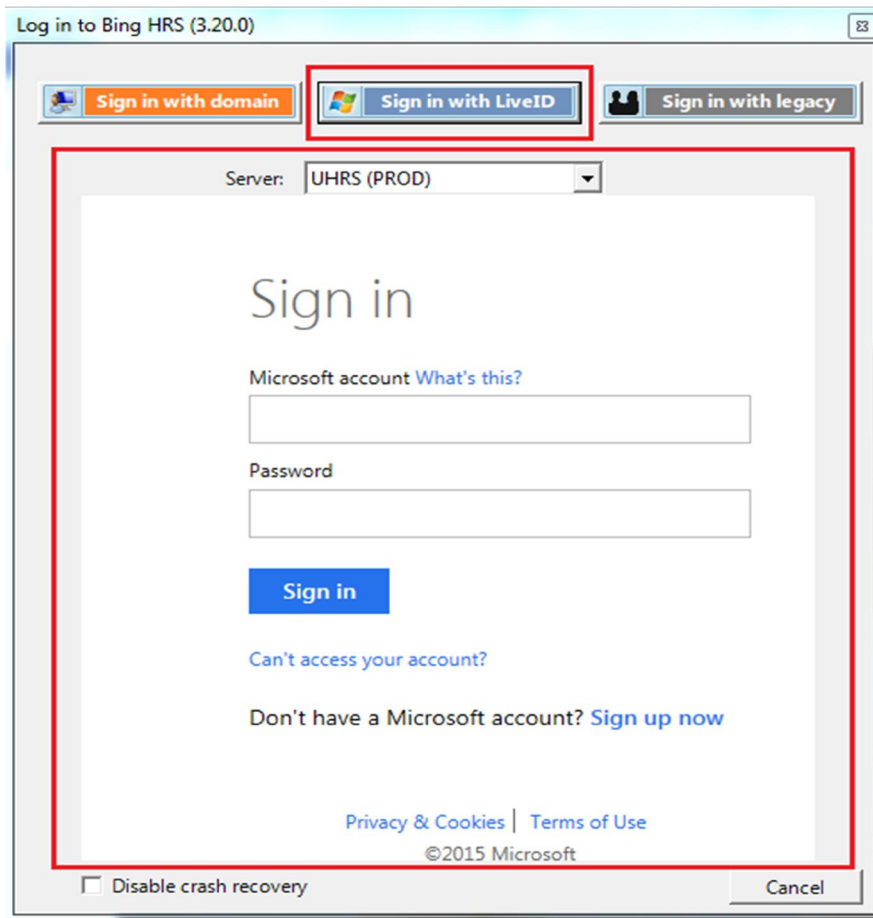 Log in to Bing HRS (3.20.0)
Sign in with domain Sign in with LiveID Sign in with legacy
Server: UHRS (PROD)
Sign in
Microsoft account What's this?
Password
Sign in
Can't access your account?
Don't have a Microsoft account? Sign up now
Privacy & Cookies Terms of Use
©2015 Microsoft
Disable crash recovery Cancel